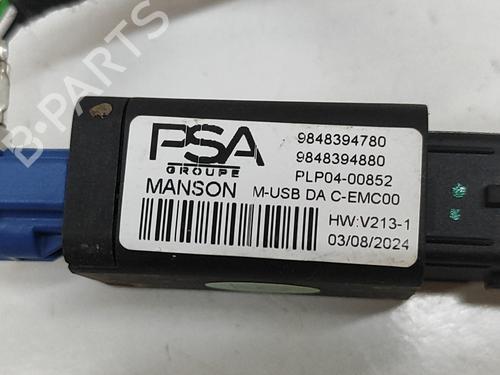 PSA
GROUPE
MANSON
9848394780
9848394880
PLP04-00852
M-USB DA C-EMC00
HW:V213-1
03/08/2024
B-PARTS